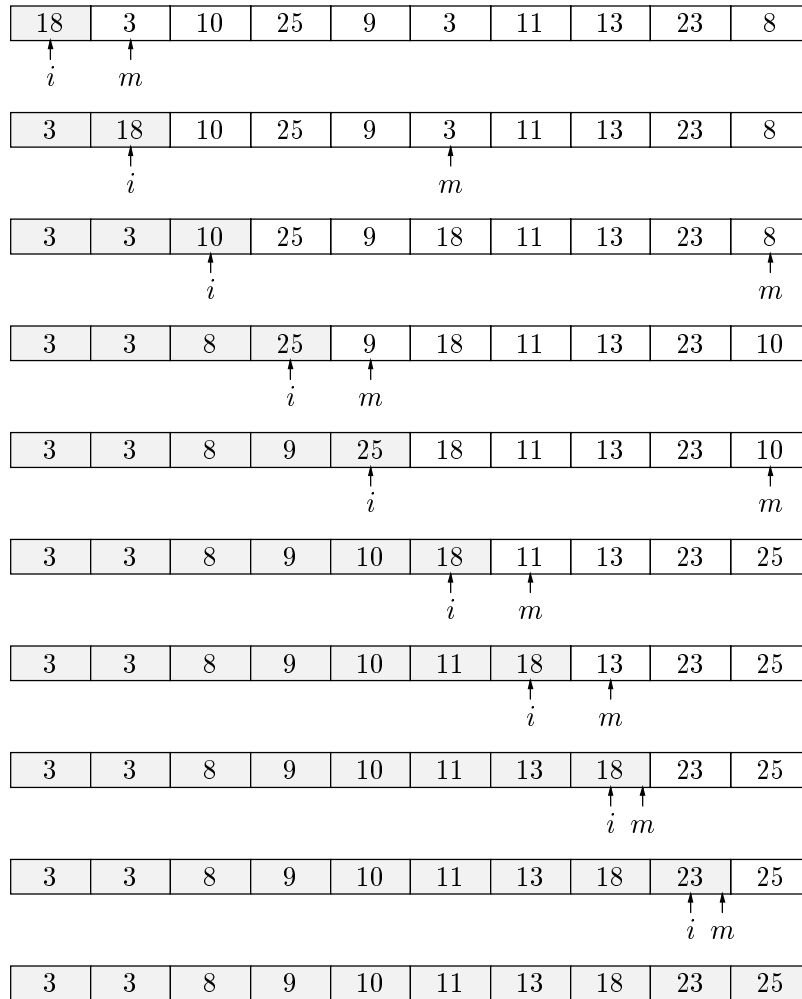 18 3 10 25 9 3 11 13 23 8
i m
3 18 10 25 9 3 11 13 23 8
i m
3 3 10 25 9 18 11 13 23 8
i m
3 3 8 25 9 18 11 13 23 10
i m
3 3 8 9 25 18 11 13 23 10
i m
3 3 8 9 10 18 11 13 23 25
i m
3 3 8 9 10 11 18 13 23 25
i m
3 3 8 9 10 11 13 18 23 25
i m
3 3 8 9 10 11 13 18 23 25
i m
3 3 8 9 10 11 13 18 23 25